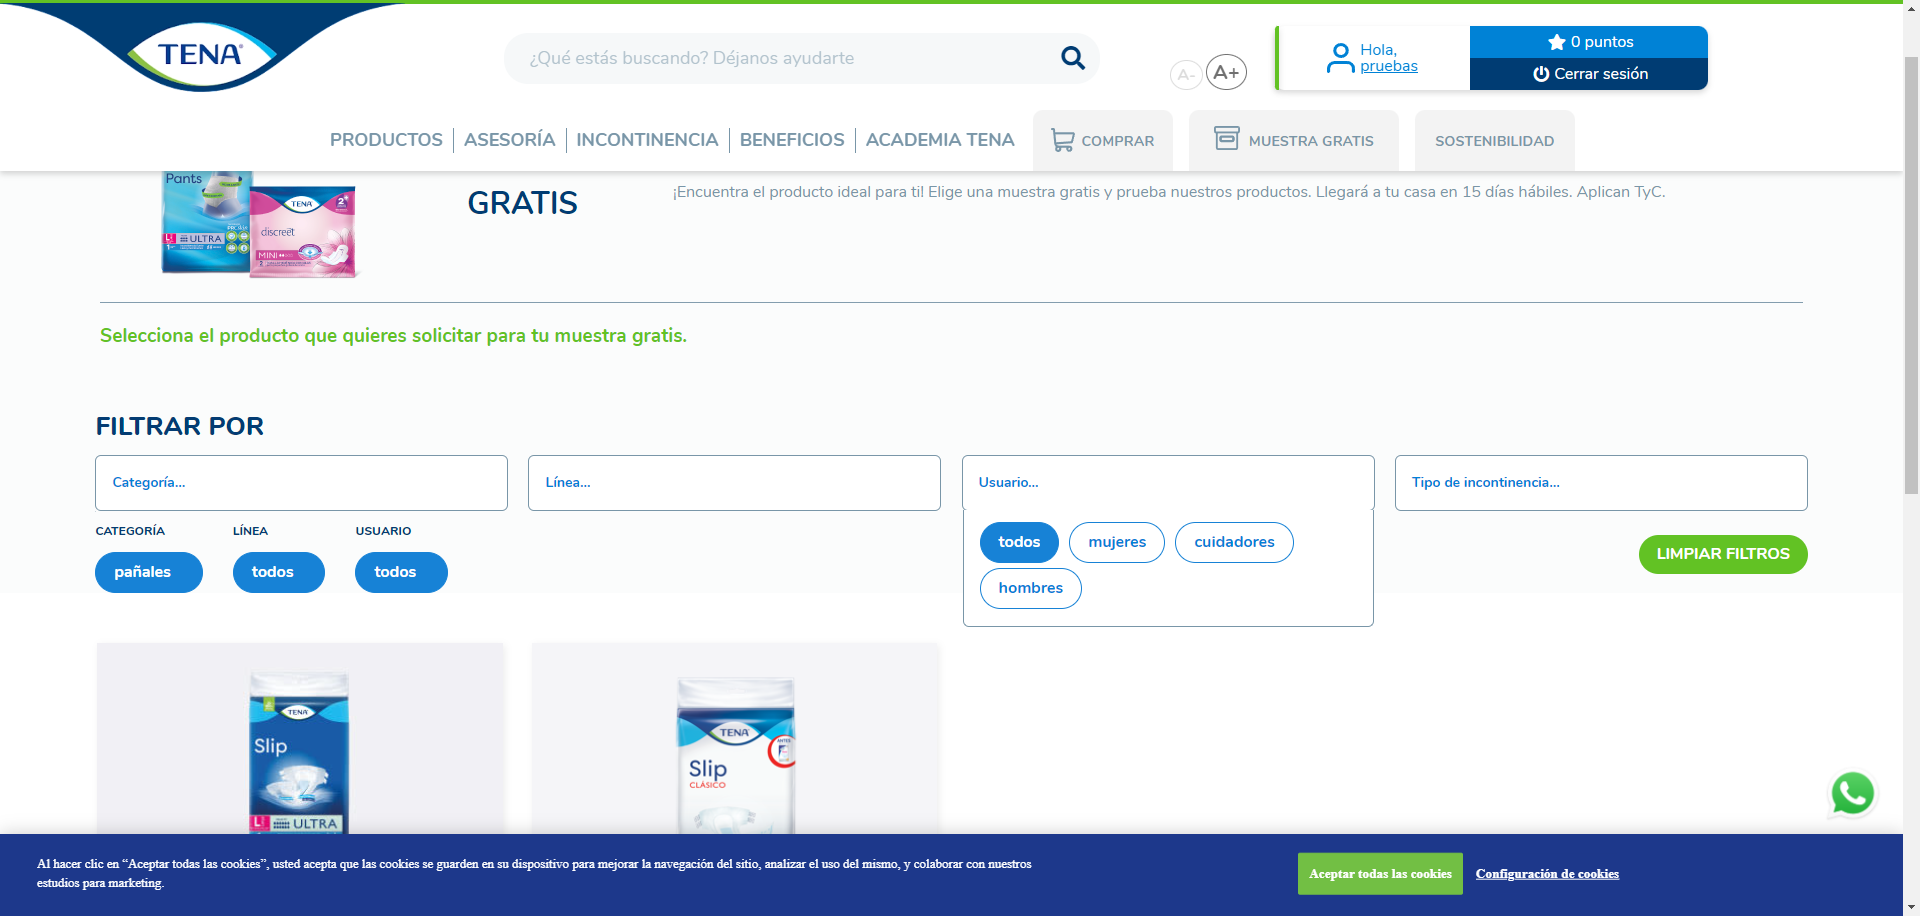 TENA
¿Qué estás buscando? Déjanos ayudarte
A-
A+
Hola,
pruebas
0 puntos
Cerrar sesión
PRODUCTOS
ASESORÍA
INCONTINENCIA
BENEFICIOS
ACADEMIA TENA
COMPRAR
MUESTRA GRATIS
SOSTENIBILIDAD
Pants
ULTRA
TENA
discreet
MINI
2
GRATIS
¡Encuentra el producto ideal para ti! Elige una muestra gratis y prueba nuestros productos. Llegará a tu casa en 15 días hábiles. Aplican TyC.
Selecciona el producto que quieres solicitar para tu muestra gratis.
FILTRAR POR
Categoría...
Línea...
Usuario...
Tipo de incontinencia...
CATEGORÍA
LÍNEA
USUARIO
pañales
todos
todos
todos
mujeres
cuidadores
hombres
LIMPIAR FILTROS
TENA
Slip
L
ULTRA
TENA
Slip
CLÁSICO
Al hacer clic en “Aceptar todas las cookies”, usted acepta que las cookies se guarden en su dispositivo para mejorar la navegación del sitio, analizar el uso del mismo, y colaborar con nuestros
estudios para marketing.
Aceptar todas las cookies
Configuración de cookies